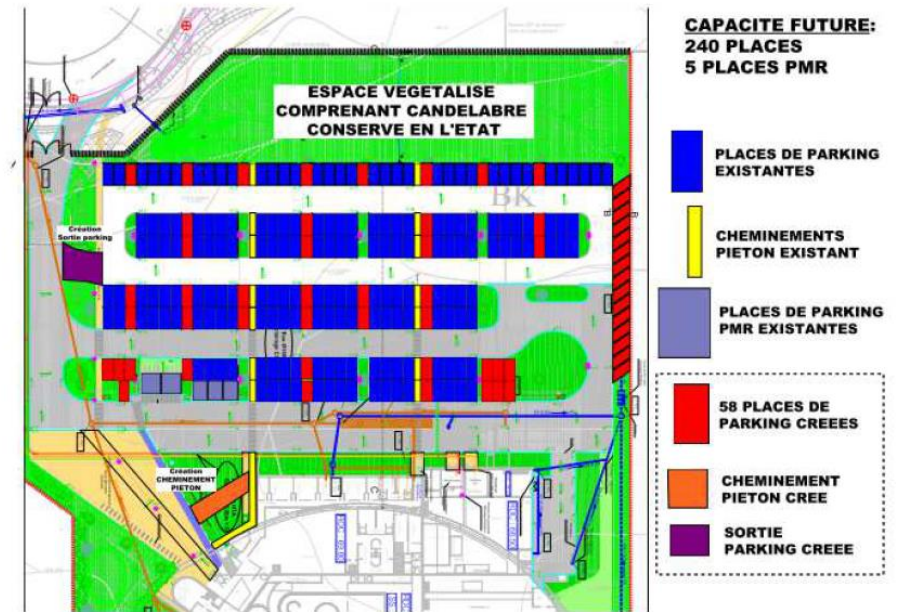 CAPACITE FUTURE:
240 PLACES
5 PLACES PMR
ESPACE VEGETALISE
COMPRENANT CANDELABRE
CONSERVE EN L'ETAT
PLACES DE PARKING
EXISTANTES
BK
Création
Sortie parking
CHEMINEMENTS
PIETON EXISTANT
PLACES DE PARKING
PMR EXISTANTES
58 PLACES DE
PARKING CREEES
Création
CHEMINEMENT
PIETON
CHEMINEMENT
PIETON CREE
SORTIE
PARKING CREEE